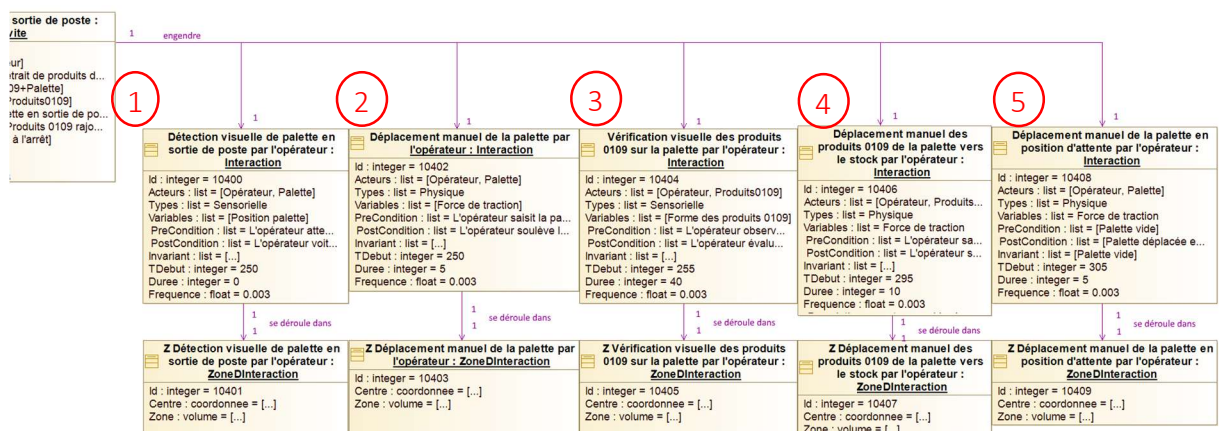 sortie de poste :
vite
ur]
trait de produits d...
09+Palette]
Produits0109]
ette en sortie de po...
Produits 0109 rajo...
à l'arrêt]
1 engendre
1
1
1
Détection visuelle de palette en
sortie de poste par l'opérateur :
Interaction
Id : integer = 10400
Acteurs : list = [Opérateur, Palette]
Types : list = Sensorielle
Variables : list = [Position palette]
PreCondition : list = L'opérateur atte...
PostCondition : list = L'opérateur voit...
Invariant : list = [...]
TDebut : integer = 250
Duree : integer = 0
Frequence : float = 0.003
2
1
Déplacement manuel de la palette par
l'opérateur : Interaction
Id : integer = 10402
Acteurs : list = [Opérateur, Palette]
Types : list = Physique
Variables : list = [Force de traction]
PreCondition : list = L'opérateur saisit la pa...
PostCondition : list = L'opérateur soulève l...
Invariant : list = [...]
TDebut : integer = 250
Duree : integer = 5
Frequence : float = 0.003
3
1
Vérification visuelle des produits
0109 sur la palette par l'opérateur :
Interaction
Id : integer = 10404
Acteurs : list = [Opérateur, Produits0109]
Types : list = Sensorielle
Variables : list = [Forme des produits 0109]
PreCondition : list = L'opérateur observ...
PostCondition : list = L'opérateur évalu...
Invariant : list = [...]
TDebut : integer = 255
Duree : integer = 40
Frequence : float = 0.003
4
1
Déplacement manuel des
produits 0109 de la palette vers
le stock par l'opérateur :
Interaction
Id : integer = 10406
Acteurs : list = [Opérateur, Produits...
Types : list = Physique
Variables : list = Force de traction
PreCondition : list = L'opérateur sa...
PostCondition : list = L'opérateur s...
Invariant : list = [...]
TDebut : integer = 295
Duree : integer = 10
Frequence : float = 0.003
5
1
Déplacement manuel de la palette en
position d'attente par l'opérateur :
Interaction
Id : integer = 10408
Acteurs : list = [Opérateur, Palette]
Types : list = Physique
Variables : list = Force de traction
PreCondition : list = [Palette vide]
PostCondition : list = [Palette déplacée e...
Invariant : list = [Palette vide]
TDebut : integer = 305
Duree : integer = 5
Frequence : float = 0.003
1
1 se déroule dans
1
1 se déroule dans
1
1 se déroule dans
1
1 se déroule dans
1
1 se déroule dans
Z Détection visuelle de palette en
sortie de poste par l'opérateur :
ZoneDInteraction
Id : integer = 10401
Centre : coordonnee = [...]
Zone : volume = [...]
Z Déplacement manuel de la palette par
l'opérateur : ZoneDInteraction
Id : integer = 10403
Centre : coordonnee = [...]
Zone : volume = [...]
Z Vérification visuelle des produits
0109 sur la palette par l'opérateur :
ZoneDInteraction
Id : integer = 10405
Centre : coordonnee = [...]
Zone : volume = [...]
Z Déplacement manuel des
produits 0109 de la palette vers
le stock par l'opérateur :
ZoneDInteraction
Id : integer = 10407
Centre : coordonnee = [...]
Zone : volume = [...]
Z Déplacement manuel de la palette en
position d'attente par l'opérateur :
ZoneDInteraction
Id : integer = 10409
Centre : coordonnee = [...]
Zone : volume = [...]